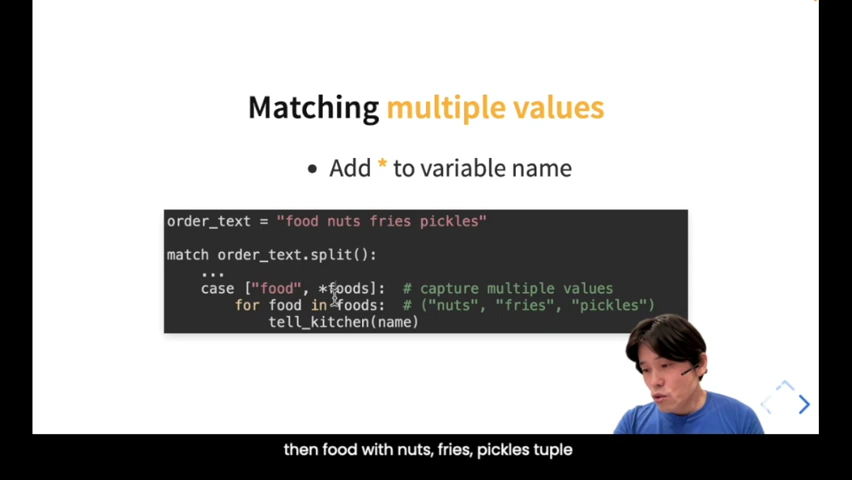 Matching multiple values
• Add * to variable name
order_text = "food nuts fries pickles"
match order_text.split():
...
case ["food", *foods]: # capture multiple values
for food in foods: # ("nuts", "fries", "pickles")
tell_kitchen(name)
then food with nuts, fries, pickles tuple